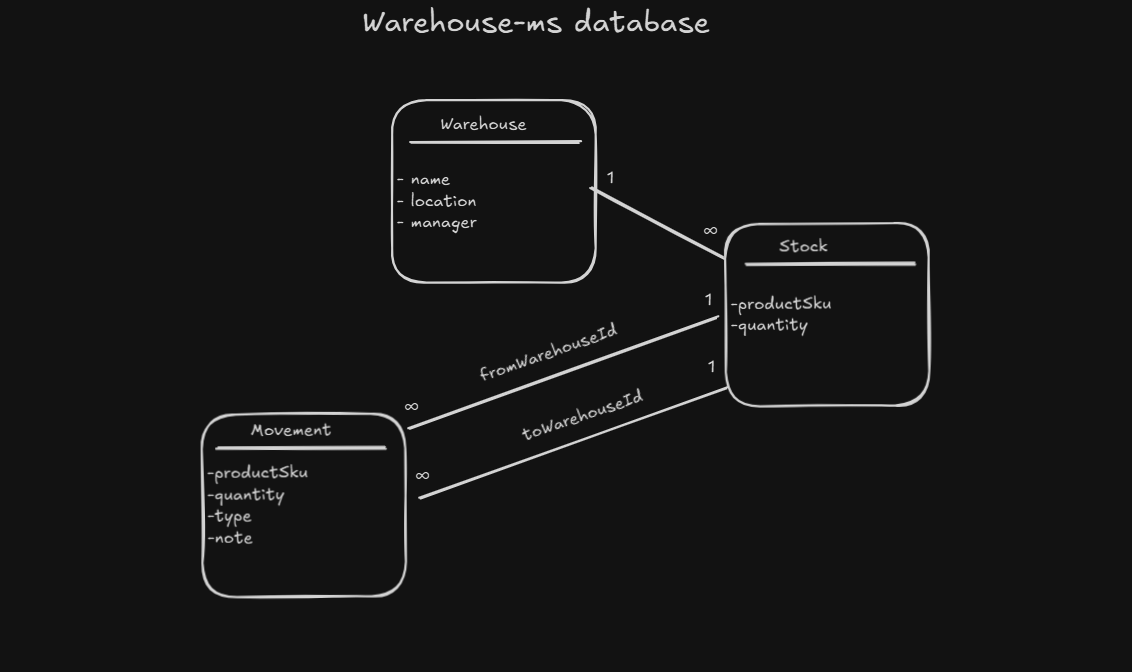 Warehouse-ms database
Warehouse
- name
- location
- manager
1
∞
Stock
-productSku
-quantity
1
fromWarehouseId
∞
1
toWarehouseId
∞
Movement
-productSku
-quantity
-type
-note